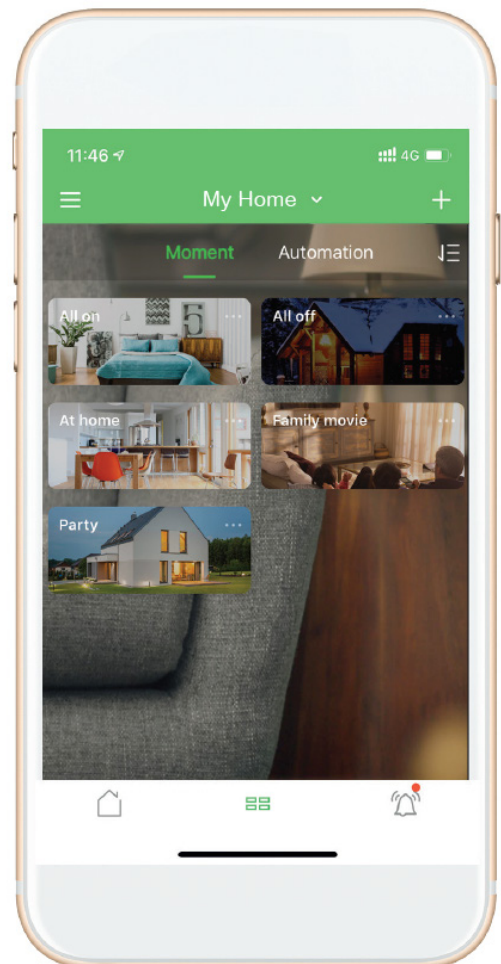 11:46 4G
My Home
Moment Automation
All on All off
At home Family movie
Party